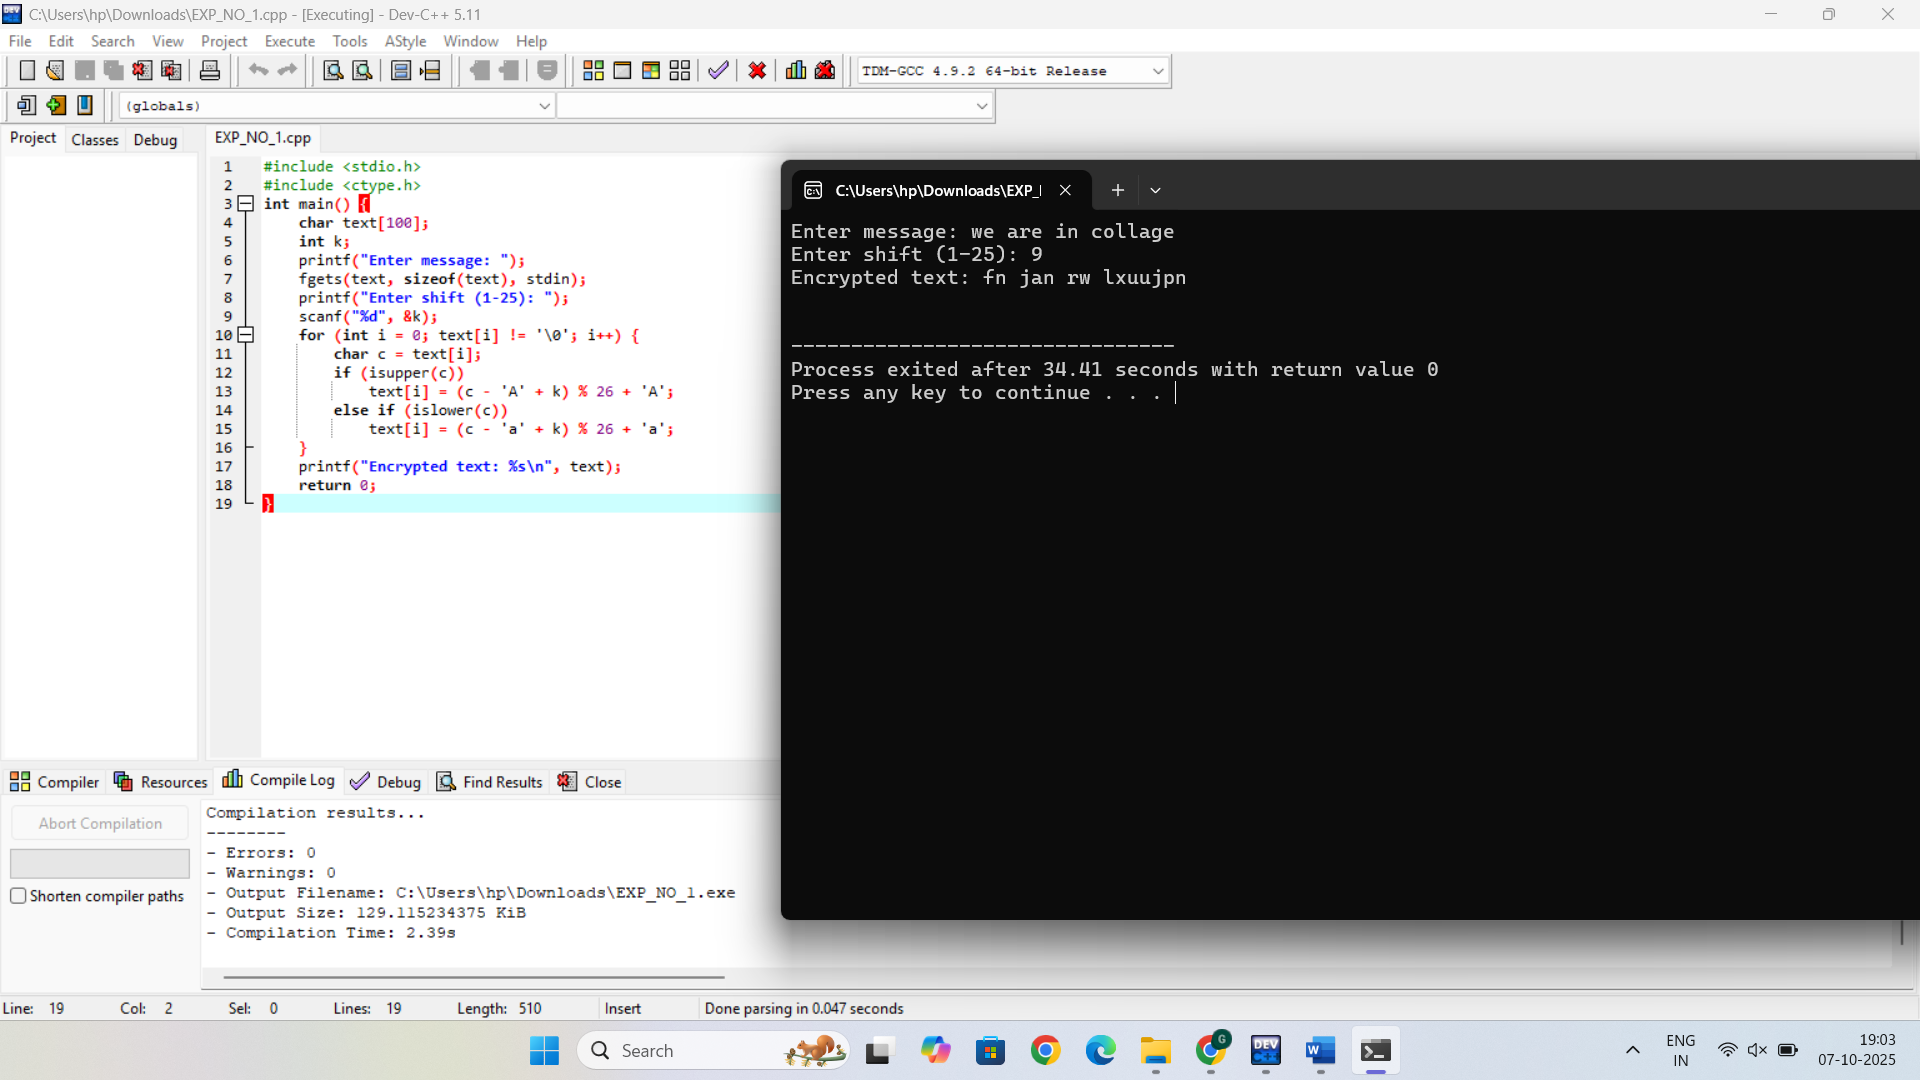 C:\Users\hp\Downloads\EXP_NO_1.cpp - [Executing] - Dev-C++ 5.11
File Edit Search View Project Execute Tools AStyle Window Help
TDM-GCC 4.9.2 64-bit Release
(globals)
Project Classes Debug
EXP_NO_1.cpp
1 #include <stdio.h>
2 #include <ctype.h>
3 int main() {
4 char text[100];
5 int k;
6 printf("Enter message: ");
7 fgets(text, sizeof(text), stdin);
8 printf("Enter shift (1-25): ");
9 scanf("%d", &k);
10 for (int i = 0; text[i] != '\0'; i++) {
11 char c = text[i];
12 if (isupper(c))
13 text[i] = (c - 'A' + k) % 26 + 'A';
14 else if (islower(c))
15 text[i] = (c - 'a' + k) % 26 + 'a';
16 }
17 printf("Encrypted text: %s\n", text);
18 return 0;
19 }
C:\Users\hp\Downloads\EXP_
Enter message: we are in collage
Enter shift (1-25): 9
Encrypted text: fn jan rw lxuujpn
--------------------------------
Process exited after 34.41 seconds with return value 0
Press any key to continue . . .
Compiler Resources Compile Log Debug Find Results Close
Abort Compilation
Shorten compiler paths
Compilation results...
--------
- Errors: 0
- Warnings: 0
- Output Filename: C:\Users\hp\Downloads\EXP_NO_1.exe
- Output Size: 129.115234375 KiB
- Compilation Time: 2.39s
Line: 19 Col: 2 Sel: 0 Lines: 19 Length: 510 Insert Done parsing in 0.047 seconds
Search
DEV
C++
W
G
ENG
IN
19:03
07-10-2025